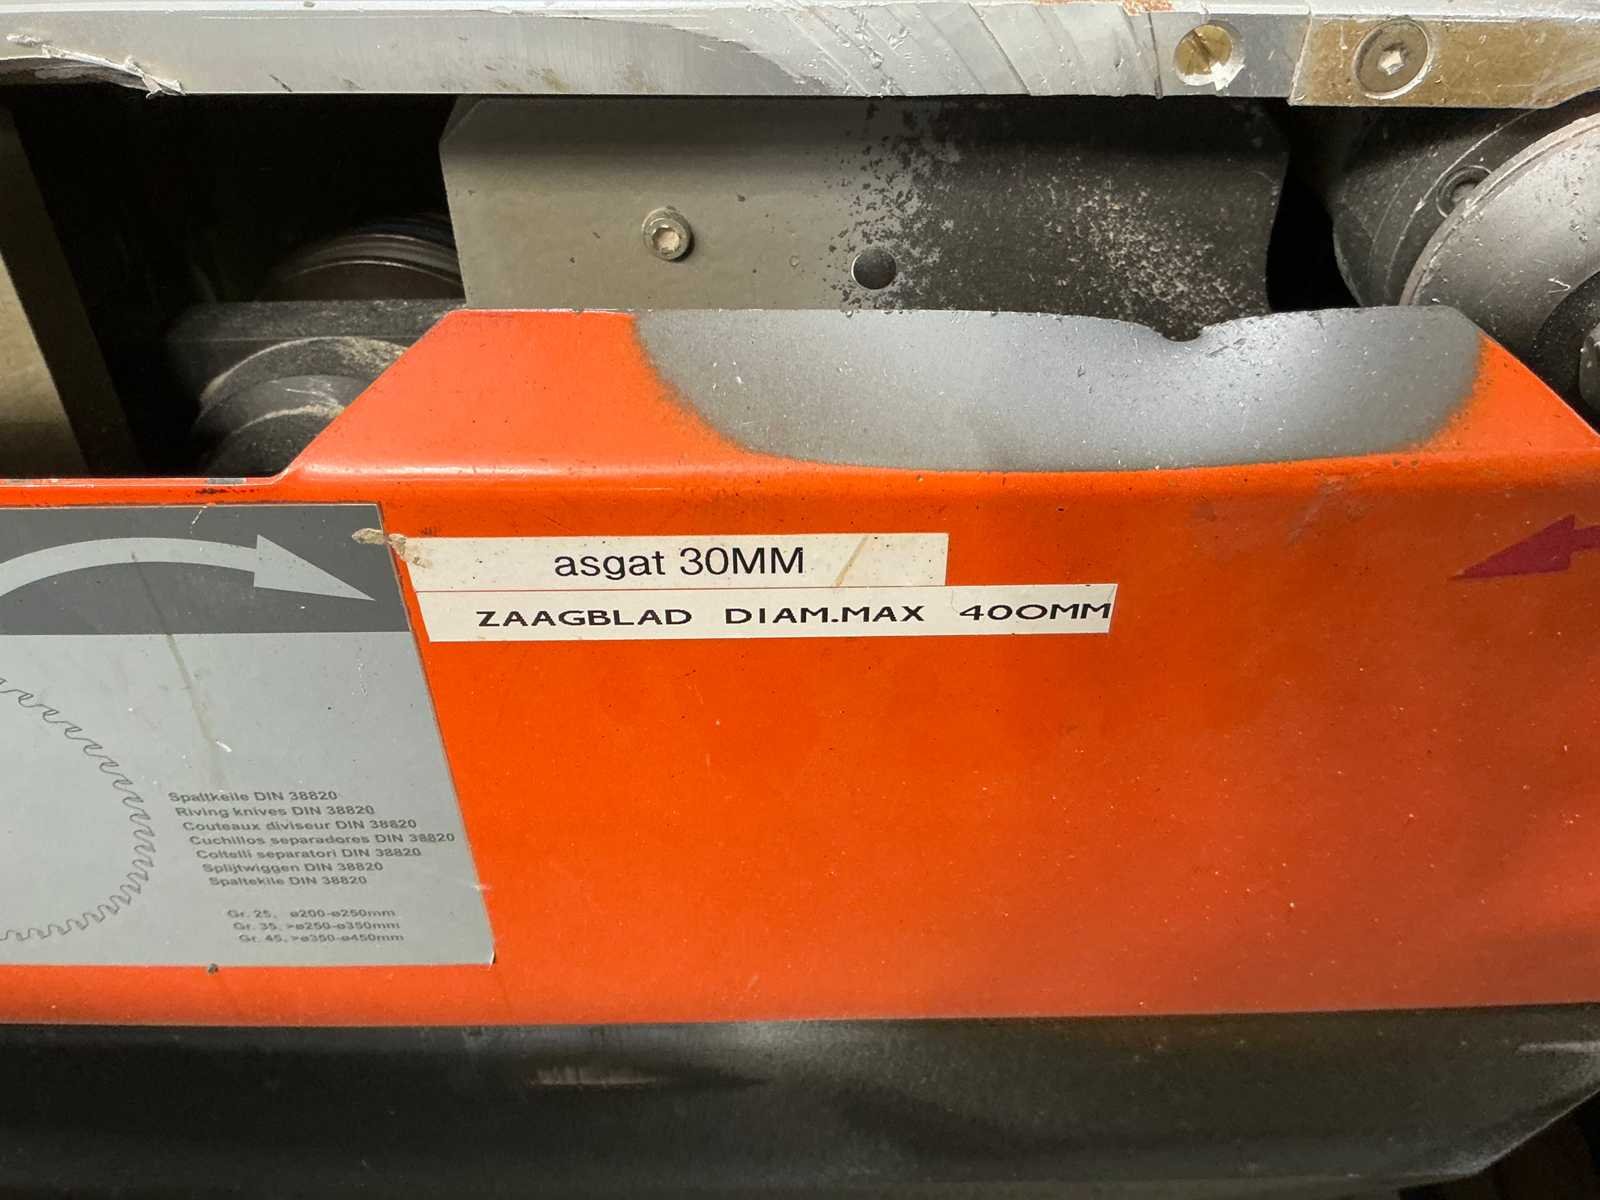 asgat 30MM
ZAAGBLAD DIAM.MAX 400MM
Spaltkeile DIN 38820
Riving knives DIN 38820
Couteaux diviseur DIN 38820
Cuchillos separadores DIN 38820
Coltelli separatori DIN 38820
Splijtwiggen DIN 38820
Spaltekile DIN 38820
Gr. 25, ø200-ø250mm
Gr. 35, >ø250-ø350mm
Gr. 45, >ø350-ø450mm